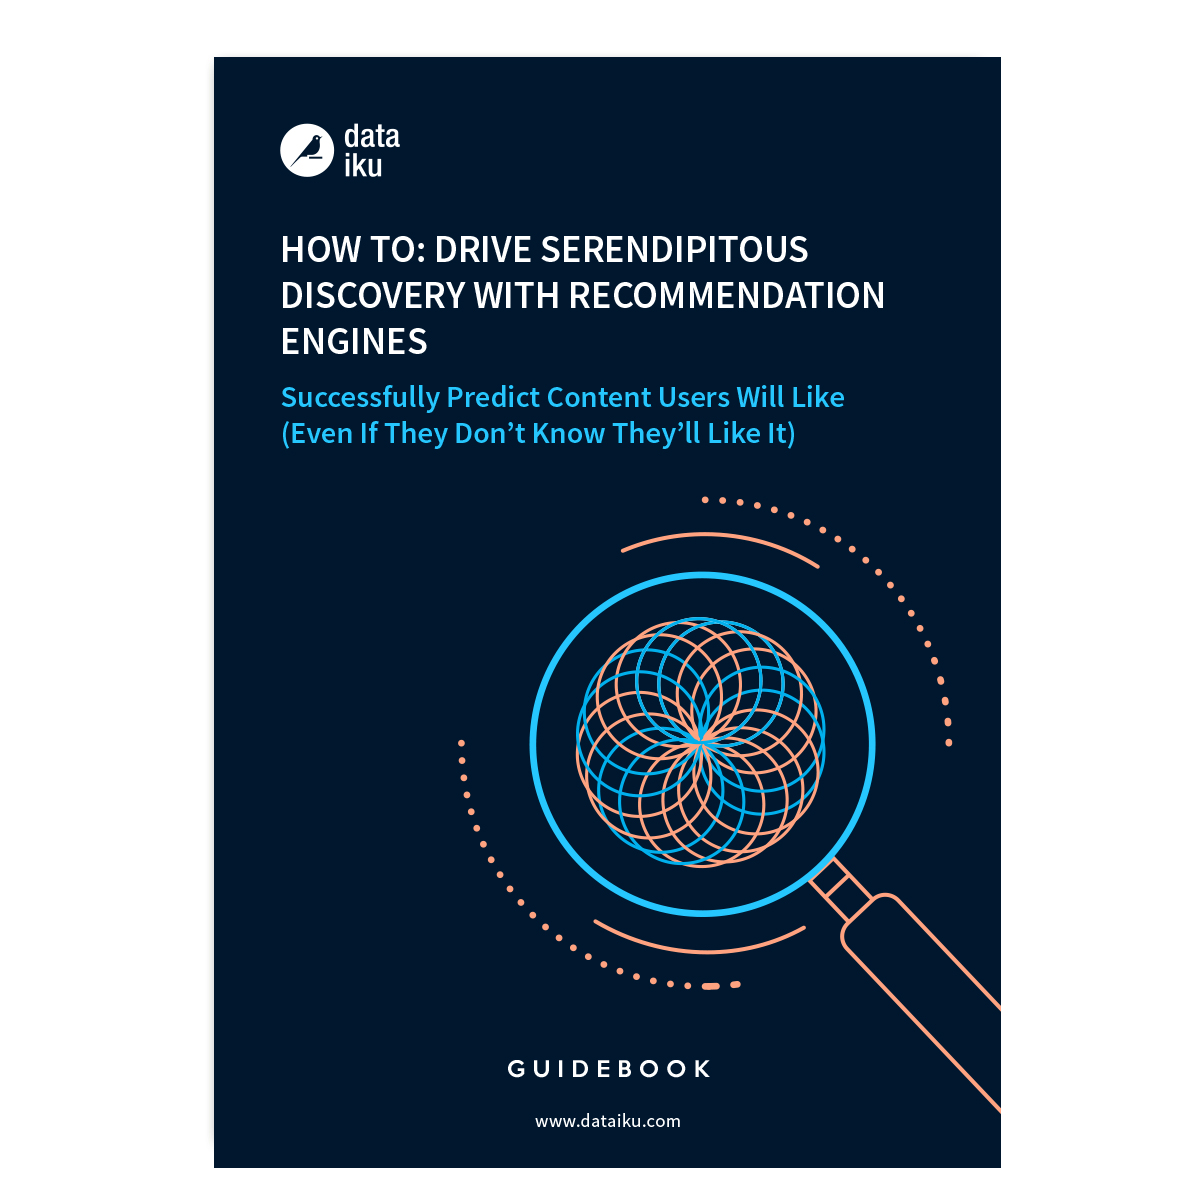 data
iku
HOW TO: DRIVE SERENDIPITOUS
DISCOVERY WITH RECOMMENDATION
ENGINES
Successfully Predict Content Users Will Like
(Even If They Don’t Know They’ll Like It)
GUIDEBOOK
www.dataiku.com